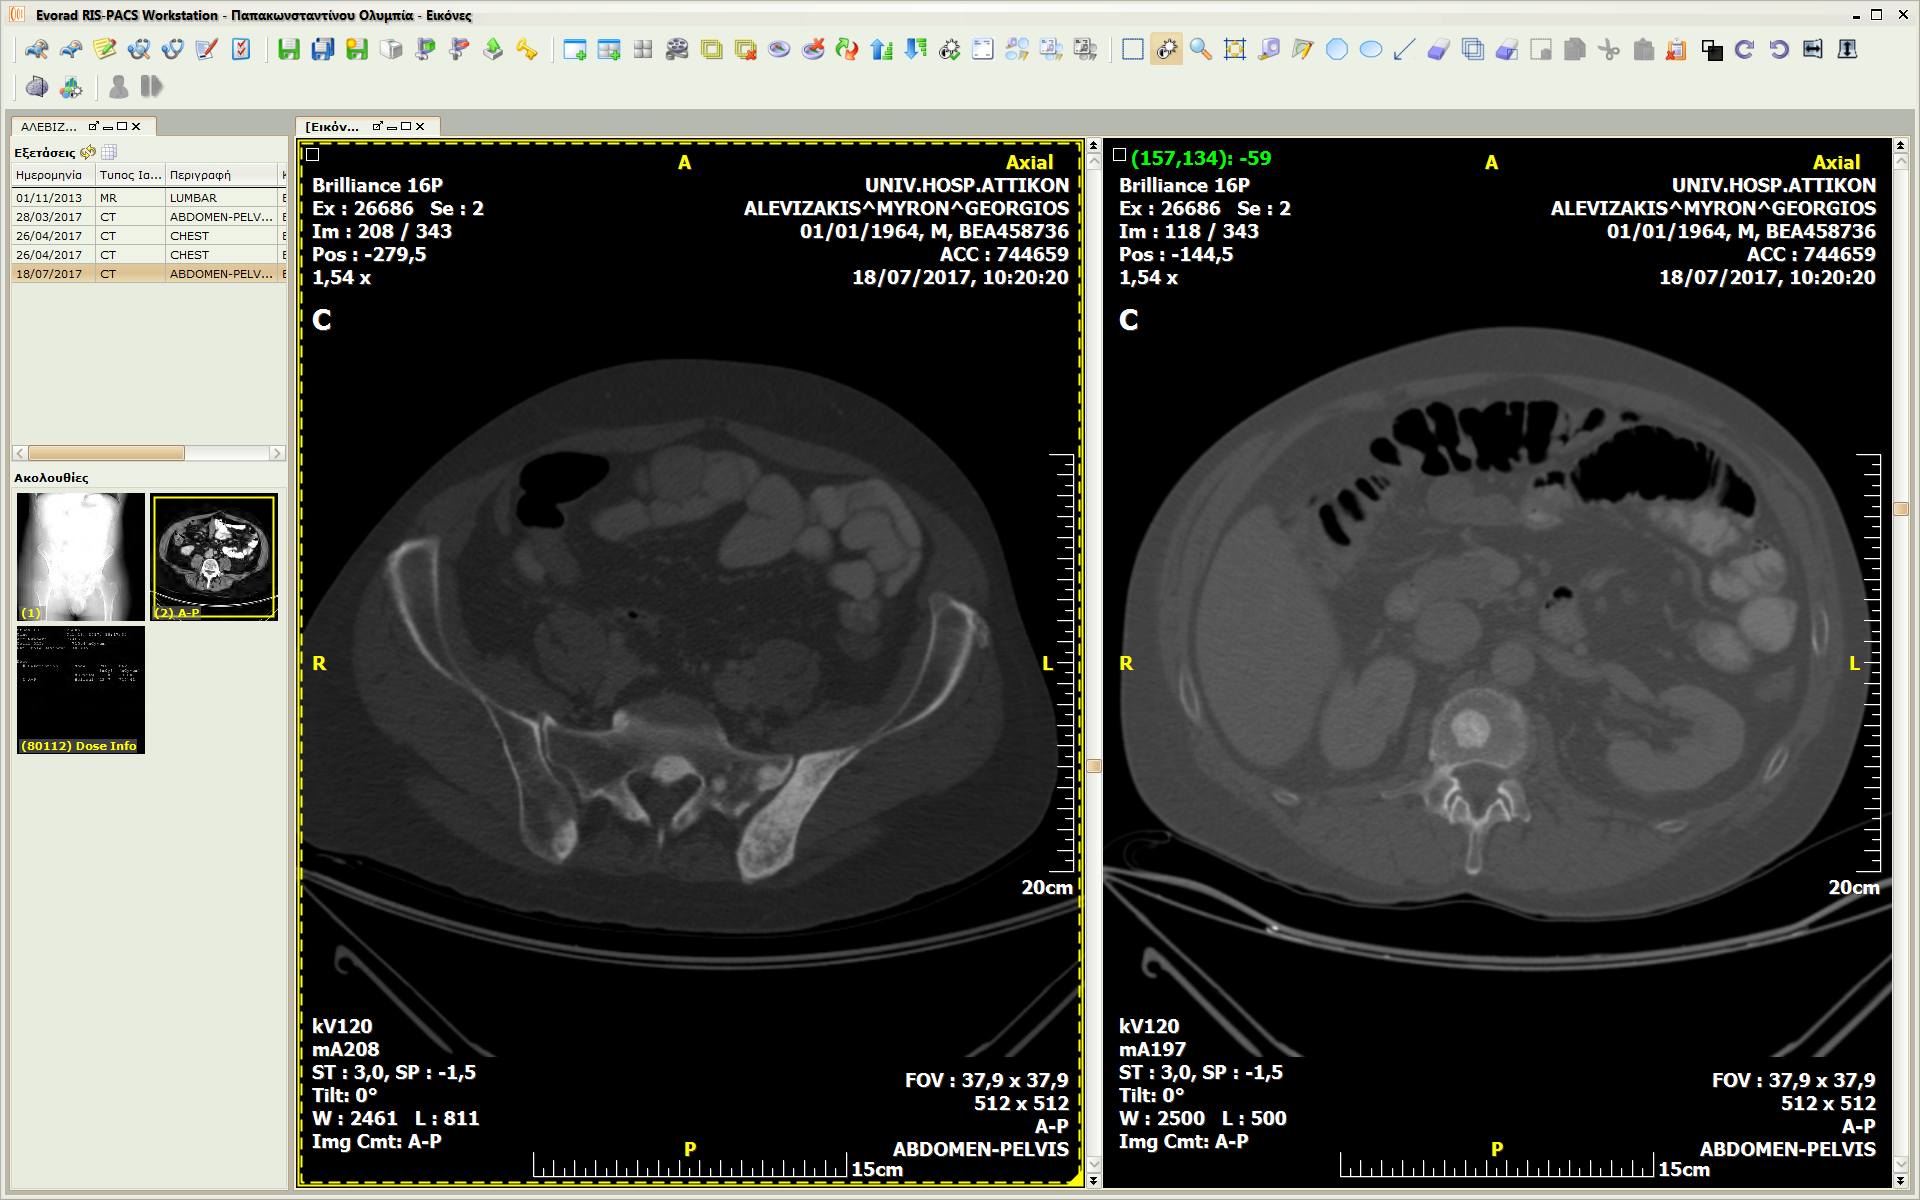 Evorad RIS-PACS Workstation - Παπακωνσταντίνου Ολυμπία - Εικόνες
ΑΛΕΒΙΖ...
[Εικόν...
Εξετάσεις
Ημερομηνία Τυπος Ια... Περιγραφή
01/11/2013 MR LUMBAR
28/03/2017 CT ABDOMEN-PELV...
26/04/2017 CT CHEST
26/04/2017 CT CHEST
18/07/2017 CT ABDOMEN-PELV...
Ακολουθίες
(1)
(2) A-P
(80112) Dose Info
A
Axial
Brilliance 16P
UNIV.HOSP.ATTIKON
Ex : 26686 Se : 2
ALEVIZAKIS^MYRON^GEORGIOS
Im : 208 / 343
01/01/1964, M, BEA458736
Pos : -279,5
ACC : 744659
1,54 x
18/07/2017, 10:20:20
C
R
L
20cm
kV120
mA208
ST : 3,0, SP : -1,5
FOV : 37,9 x 37,9
Tilt: 0°
512 x 512
W : 2461 L : 811
A-P
Img Cmt: A-P
P
ABDOMEN-PELVIS
15cm
(157,134): -59
A
Axial
Brilliance 16P
UNIV.HOSP.ATTIKON
Ex : 26686 Se : 2
ALEVIZAKIS^MYRON^GEORGIOS
Im : 118 / 343
01/01/1964, M, BEA458736
Pos : -144,5
ACC : 744659
1,54 x
18/07/2017, 10:20:20
C
R
L
20cm
kV120
mA197
ST : 3,0, SP : -1,5
FOV : 37,9 x 37,9
Tilt: 0°
512 x 512
W : 2500 L : 500
A-P
Img Cmt: A-P
P
ABDOMEN-PELVIS
15cm